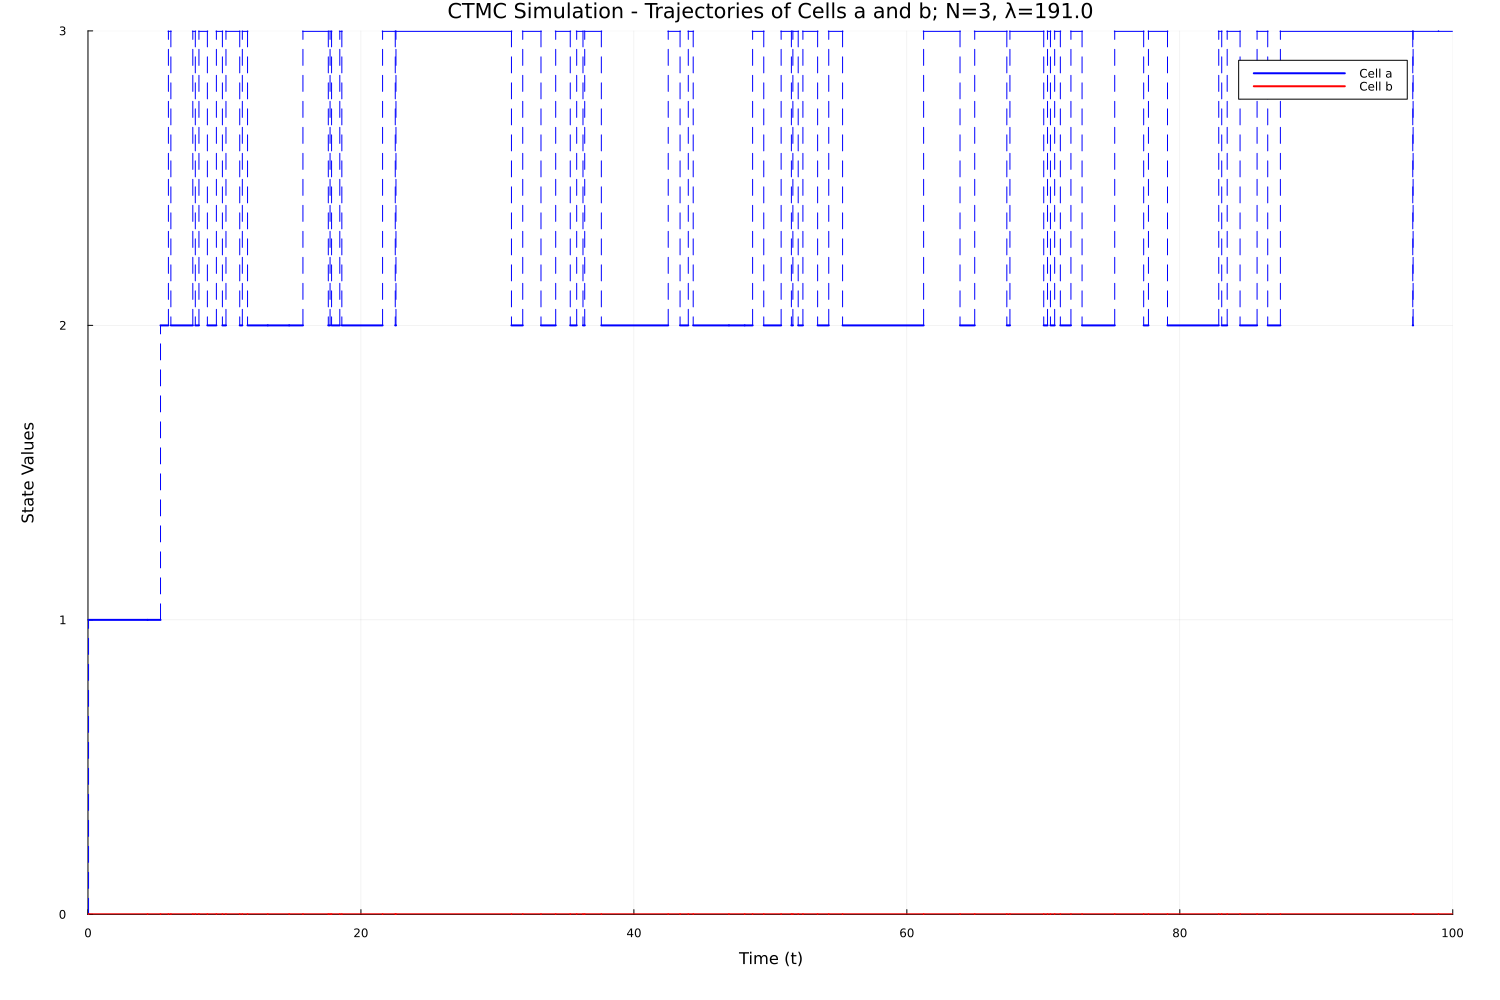 CTMC Simulation - Trajectories of Cells a and b; N=3, λ=191.0
3
Cell a
Cell b
2
State Values
1
0
0 20 40 60 80 100
Time (t)